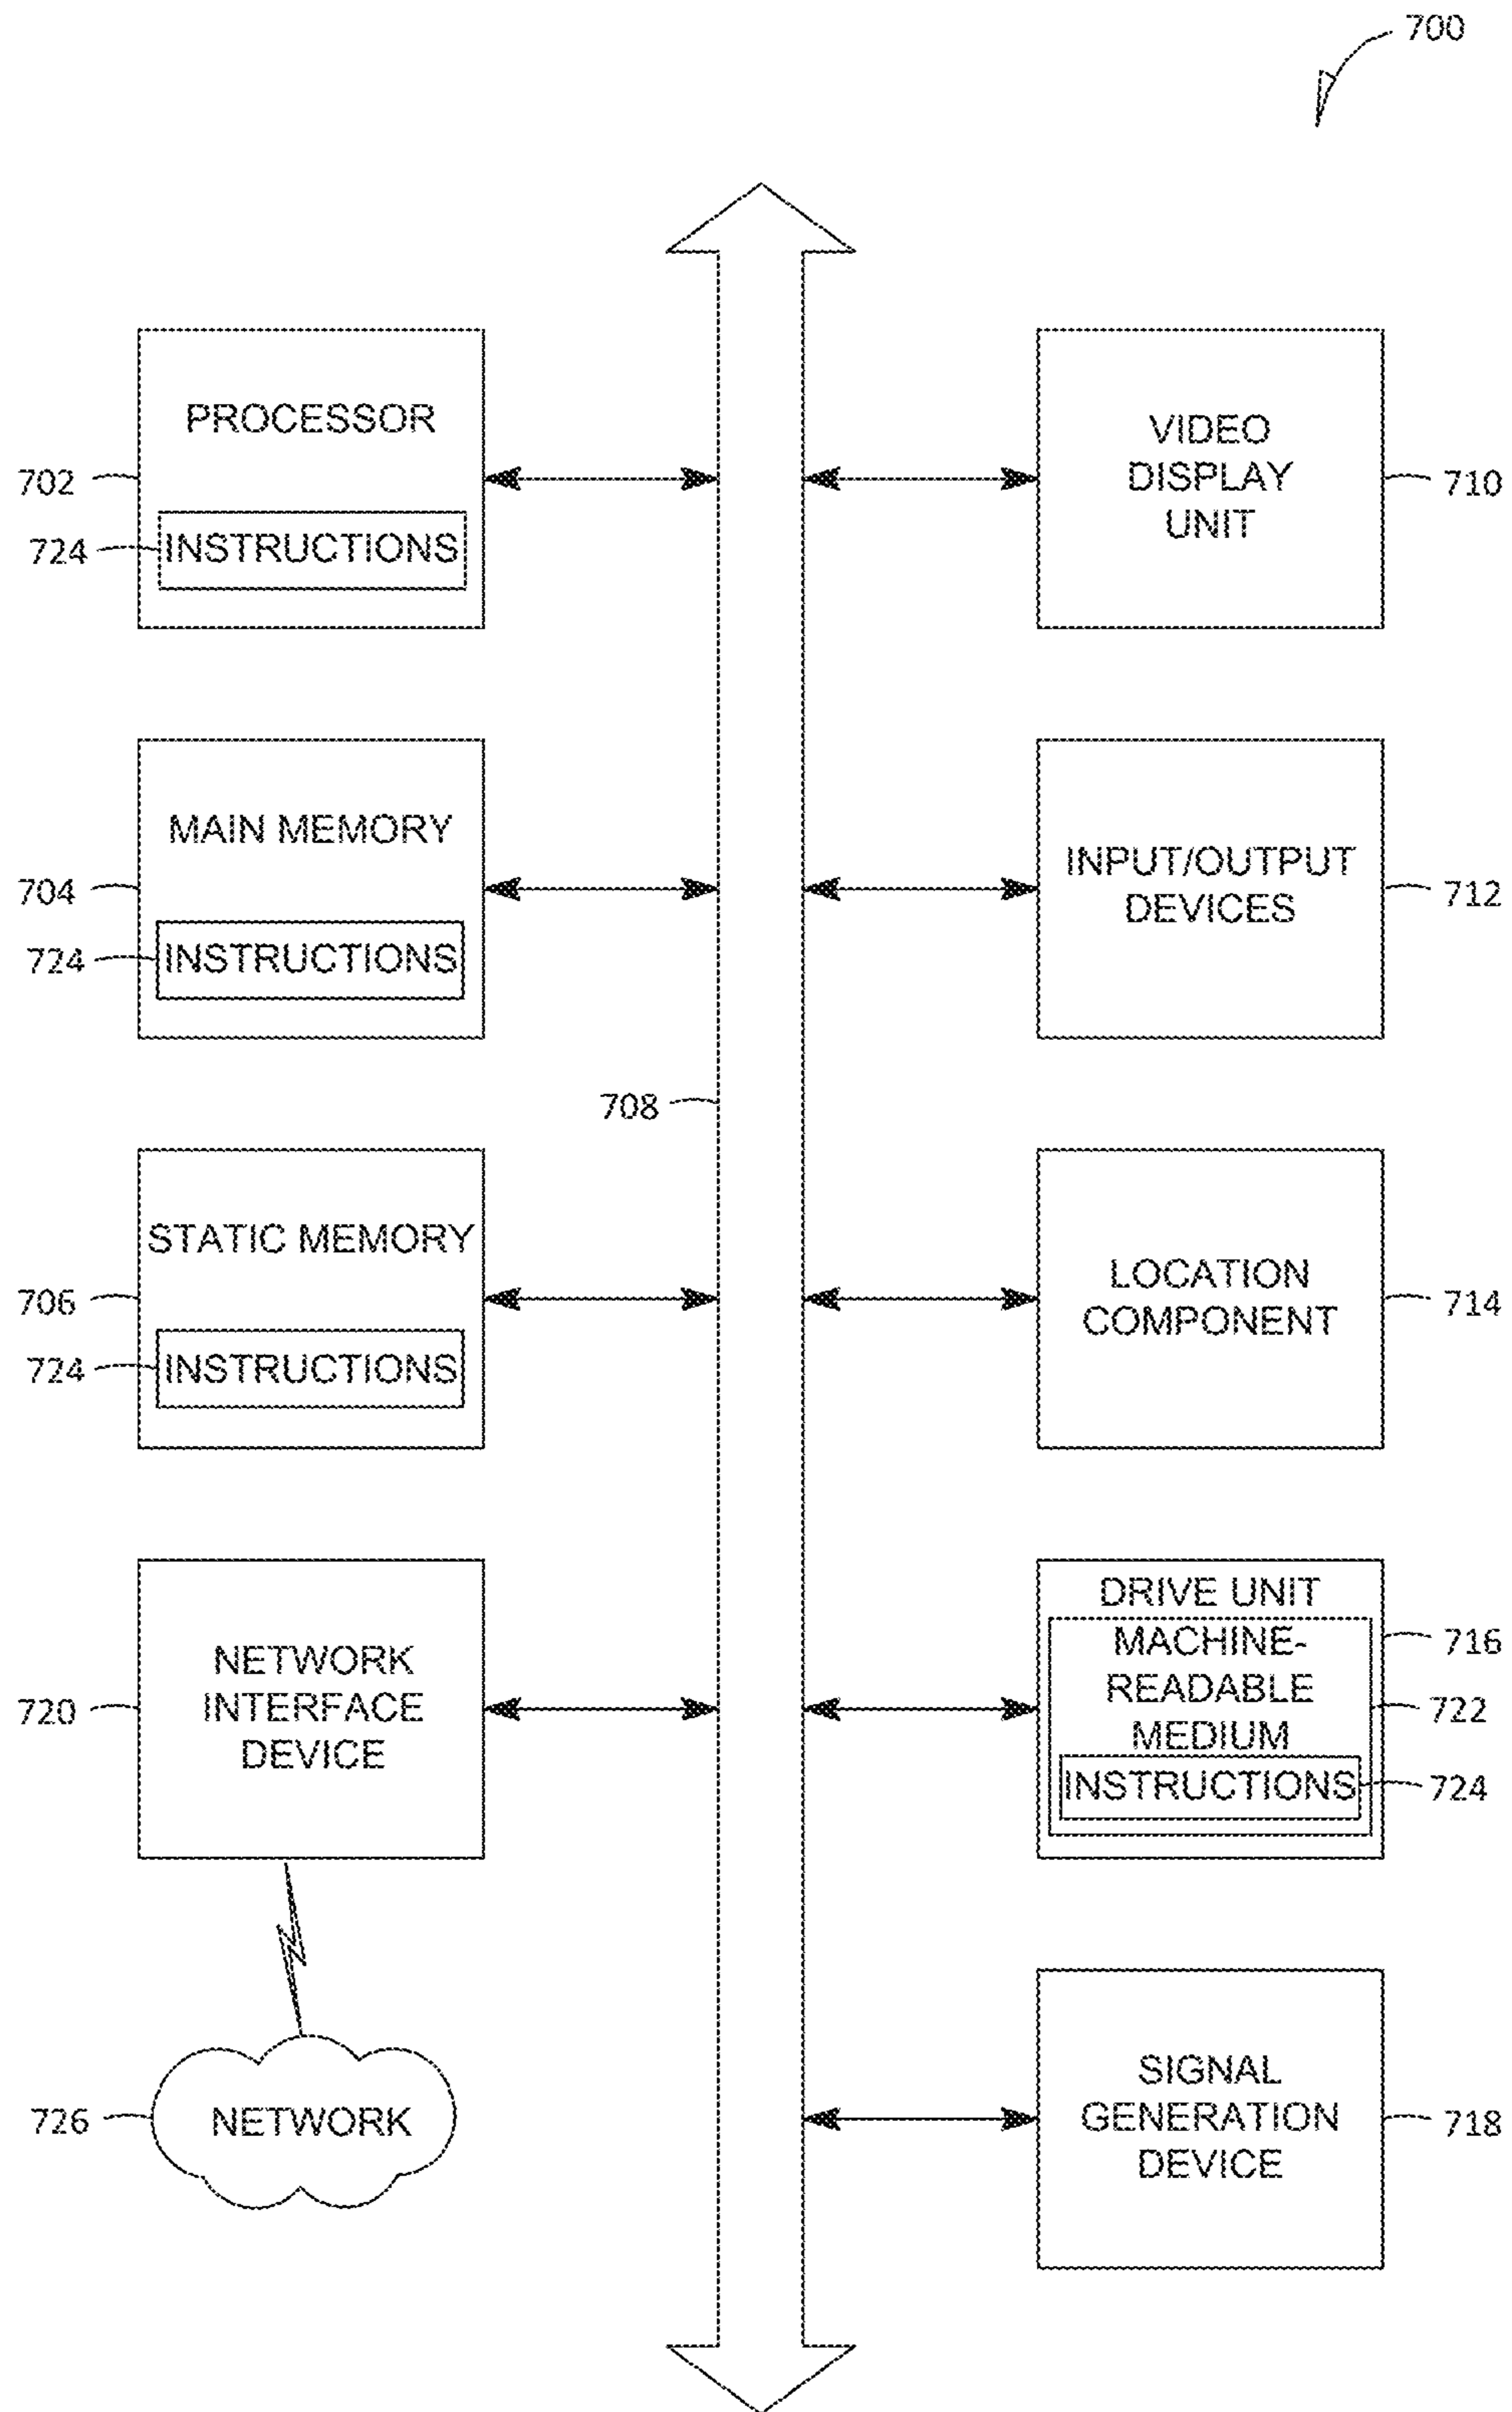 700
PROCESSOR
702
724
INSTRUCTIONS
VIDEO
DISPLAY
UNIT
710
MAIN MEMORY
704
724
INSTRUCTIONS
INPUT/OUTPUT
DEVICES
712
708
STATIC MEMORY
706
724
INSTRUCTIONS
LOCATION
COMPONENT
714
NETWORK
INTERFACE
DEVICE
720
DRIVE UNIT
716
MACHINE-
READABLE
MEDIUM
722
INSTRUCTIONS
724
NETWORK
726
SIGNAL
GENERATION
DEVICE
718